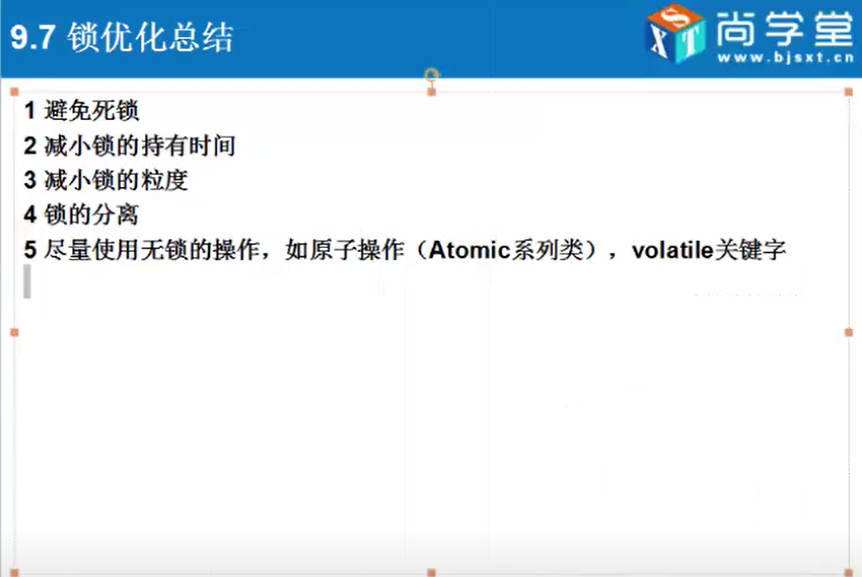 9.7 锁优化总结
SXT
尚学堂
www.bjsxt.cn
1 避免死锁
2 减小锁的持有时间
3 减小锁的粒度
4 锁的分离
5 尽量使用无锁的操作，如原子操作（Atomic系列类），volatile关键字